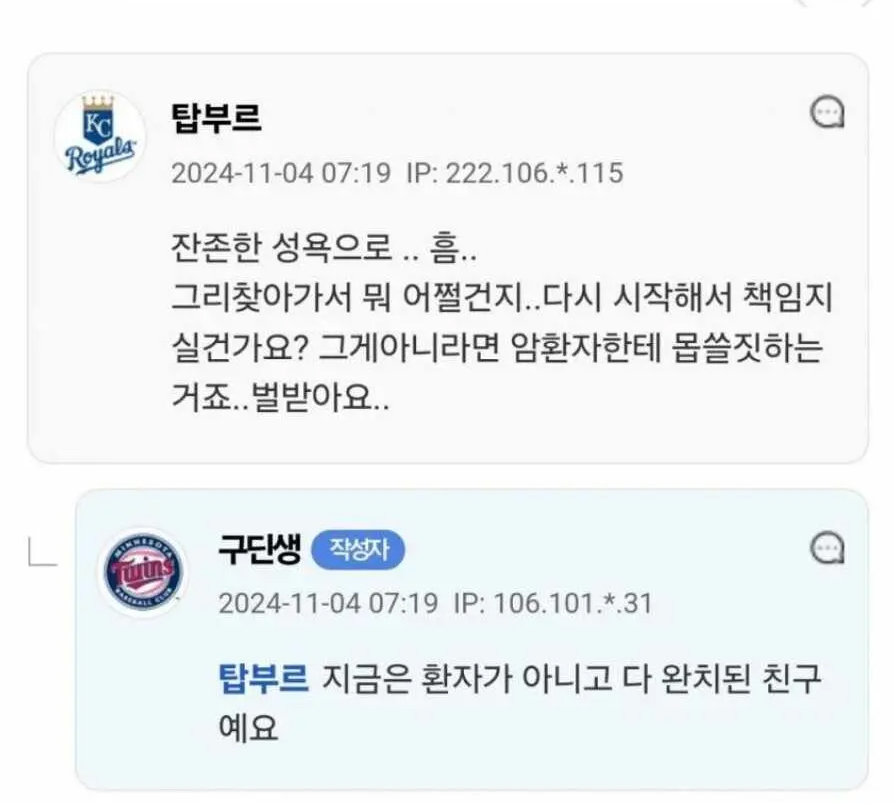 KC
Royals
탑부르
2024-11-04 07:19 IP: 222.106.*.115
잔존한 성욕으로 .. 흠..
그리찾아가서 뭐 어쩔건지..다시 시작해서 책임지
실건가요? 그게아니라면 암환자한테 몹쓸짓하는
거죠..벌받아요..
MINNESOTA
Twins
BASEBALL CLUB
구단생 작성자
2024-11-04 07:19 IP: 106.101.*.31
탑부르 지금은 환자가 아니고 다 완치된 친구
예요